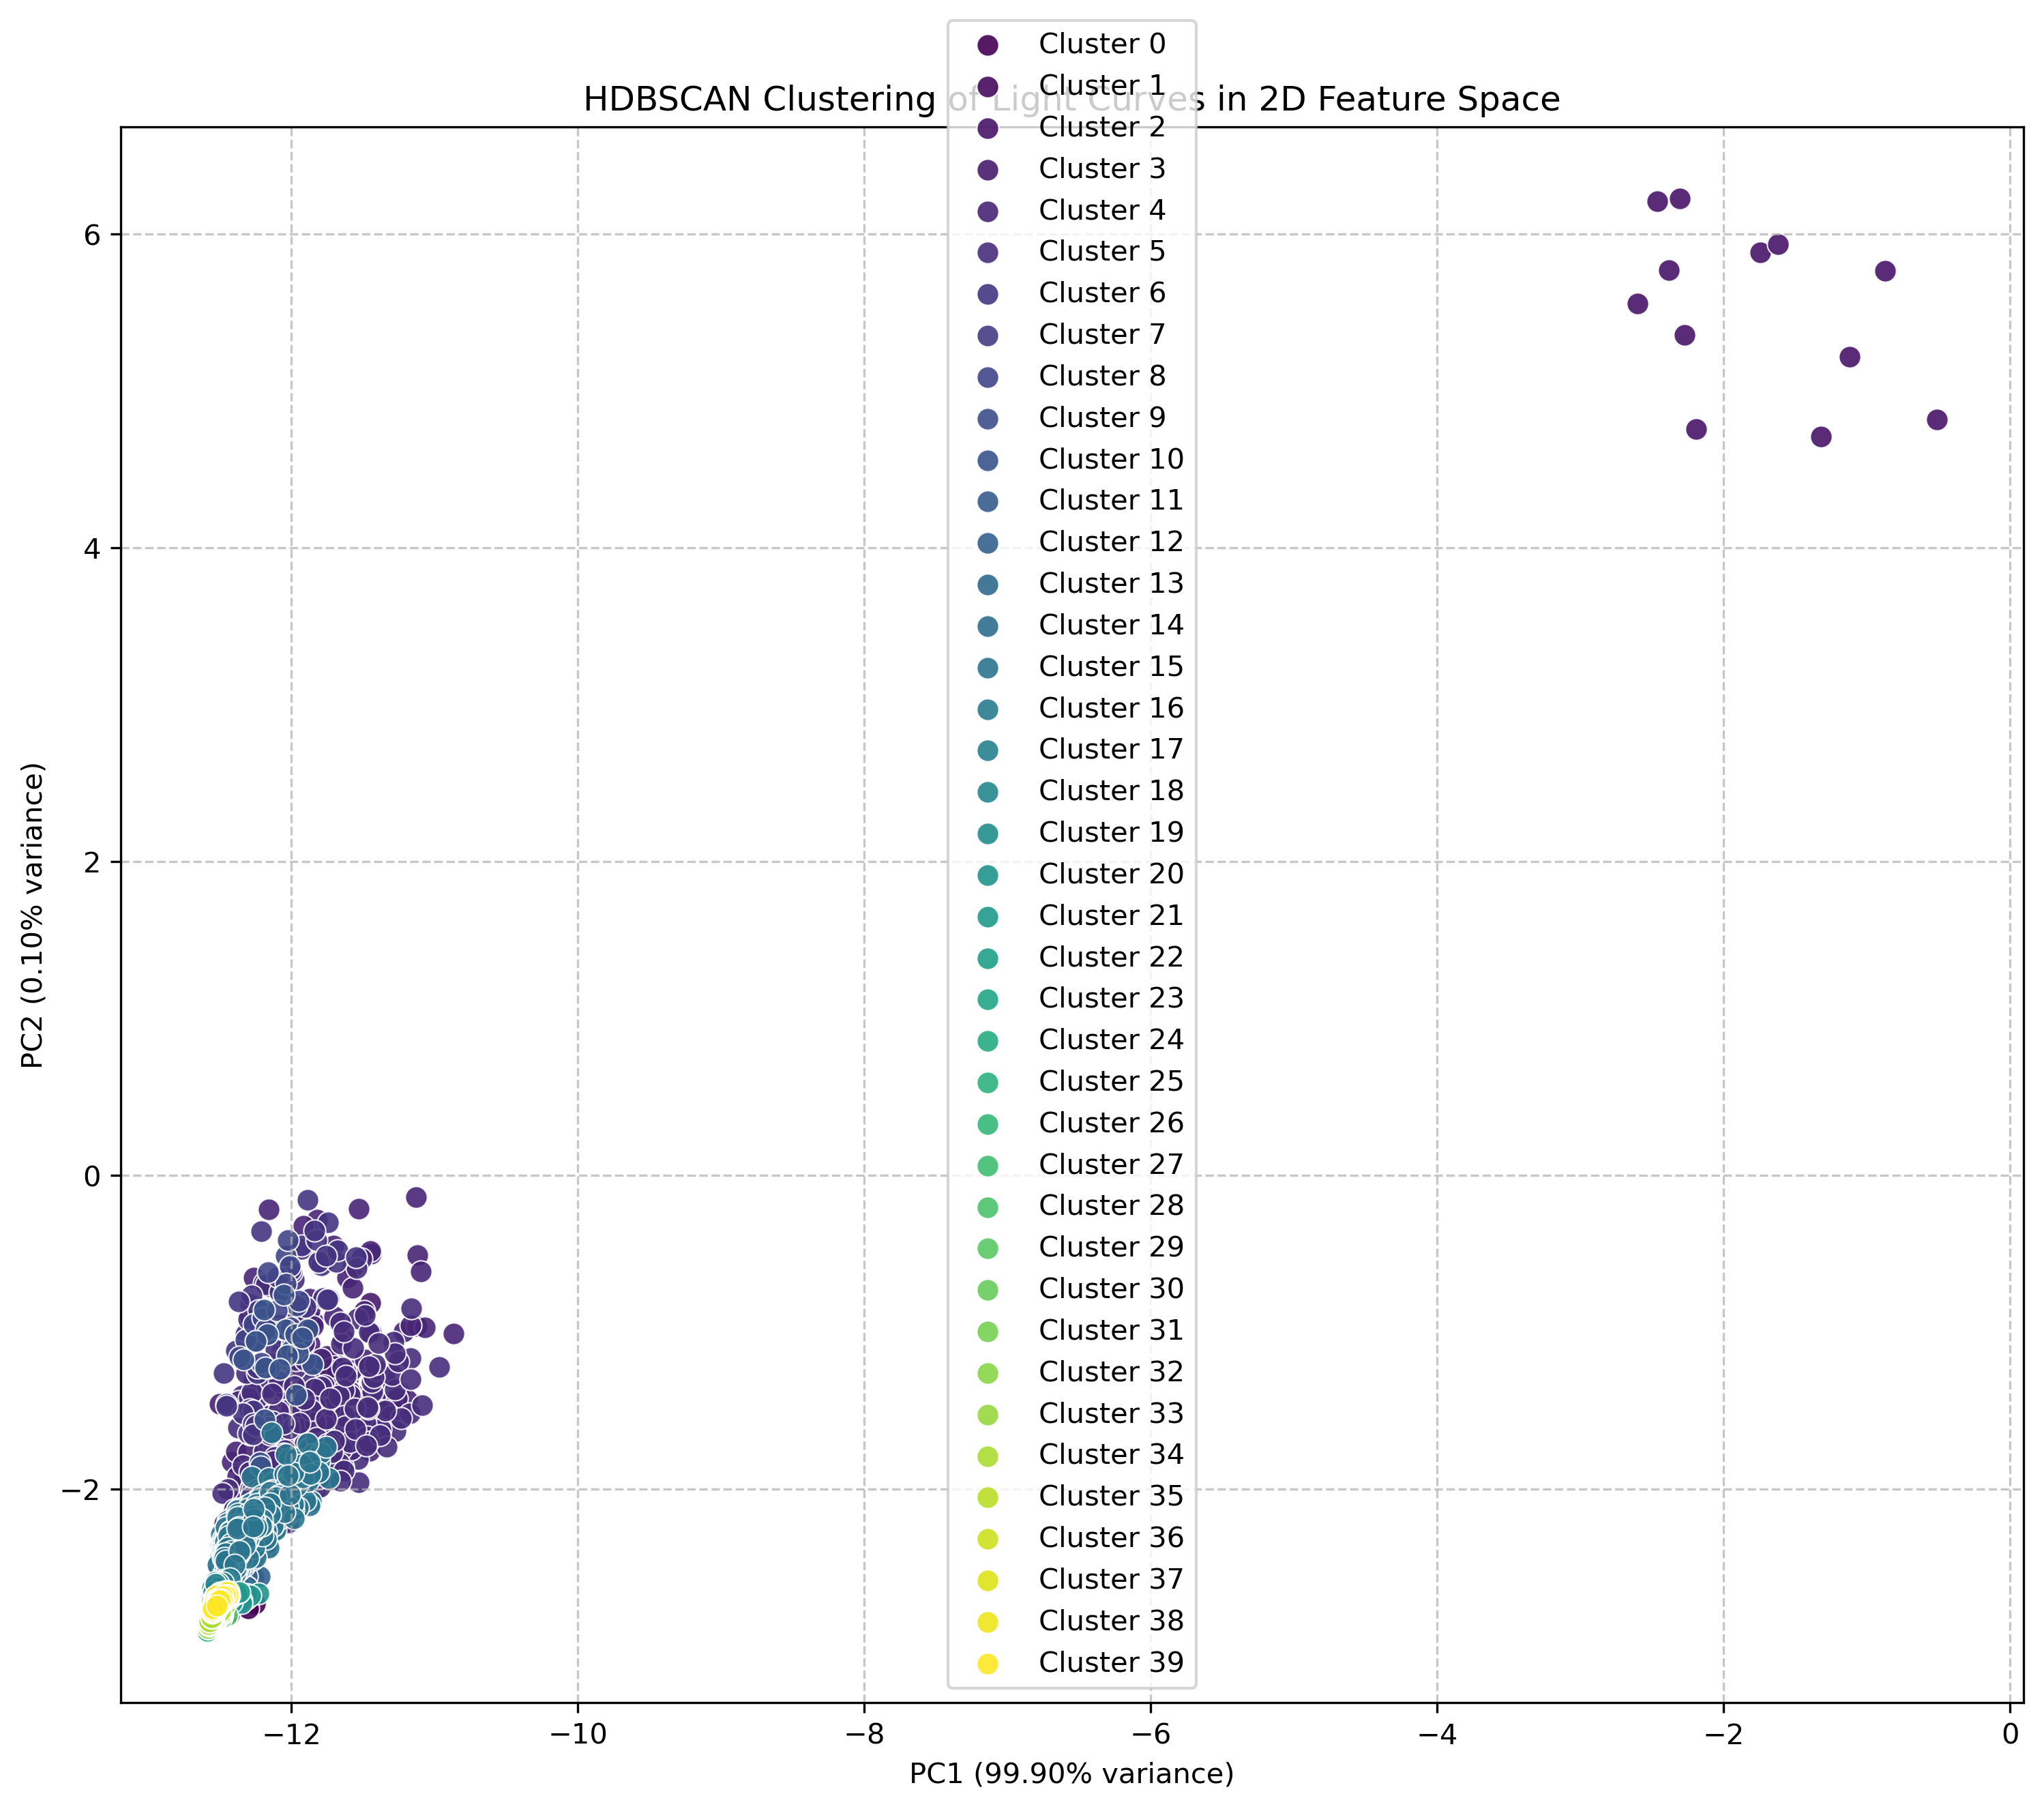 HDBSCAN Clustering of Light Curves in 2D Feature Space
Cluster 0
Cluster 1
Cluster 2
Cluster 3
Cluster 4
Cluster 5
Cluster 6
Cluster 7
Cluster 8
Cluster 9
Cluster 10
Cluster 11
Cluster 12
Cluster 13
Cluster 14
Cluster 15
Cluster 16
Cluster 17
Cluster 18
Cluster 19
Cluster 20
Cluster 21
Cluster 22
Cluster 23
Cluster 24
Cluster 25
Cluster 26
Cluster 27
Cluster 28
Cluster 29
Cluster 30
Cluster 31
Cluster 32
Cluster 33
Cluster 34
Cluster 35
Cluster 36
Cluster 37
Cluster 38
Cluster 39
PC2 (0.10% variance)
6
4
2
0
−2
−12 −10 −8 −6 −4 −2 0
PC1 (99.90% variance)